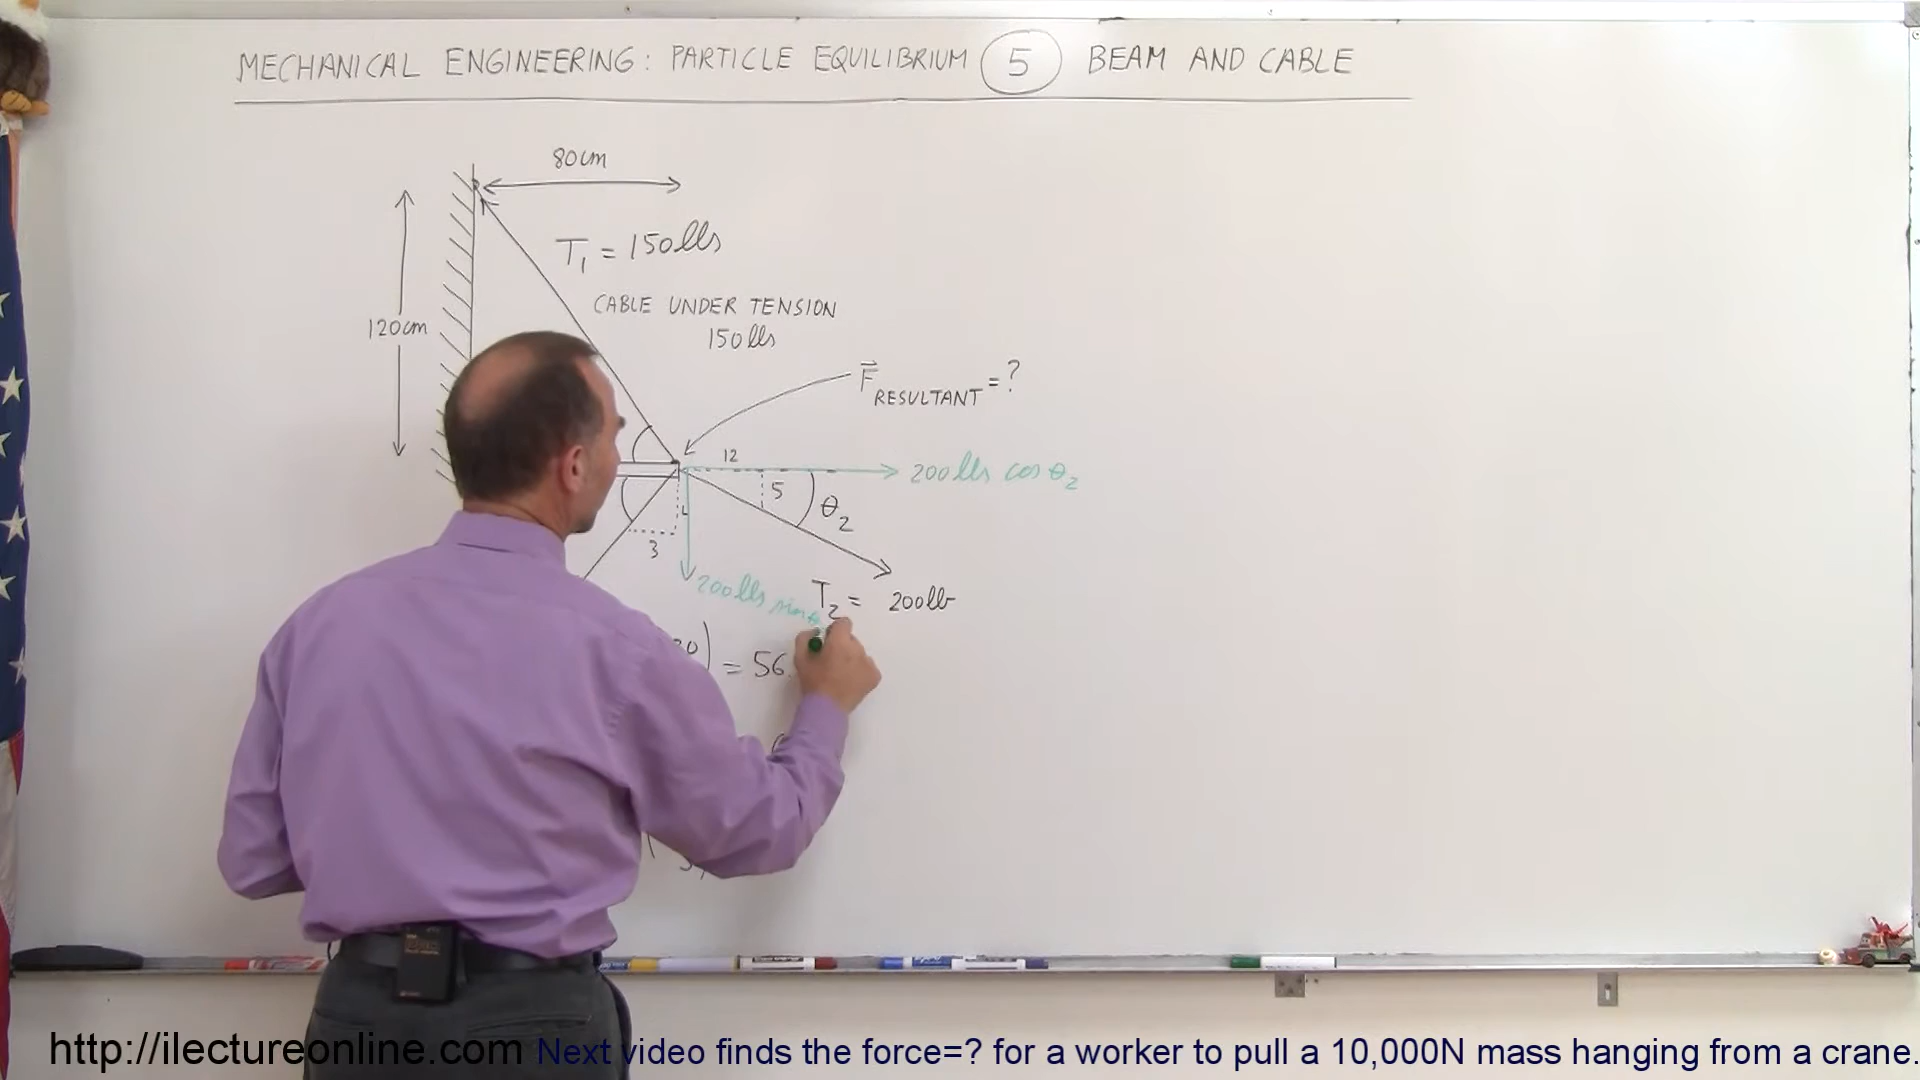 MECHANICAL ENGINEERING: PARTICLE EQUILIBRIUM 5 BEAM AND CABLE
80cm
T1 = 150lbs
CABLE UNDER TENSION
150lbs
120cm
F RESULTANT = ?
12
200lbs cos θ2
5
θ2
3
200lbs sin
T2 = 200lb
= 56.
http://ilectureonline.com Next video finds the force=? for a worker to pull a 10,000N mass hanging from a crane.